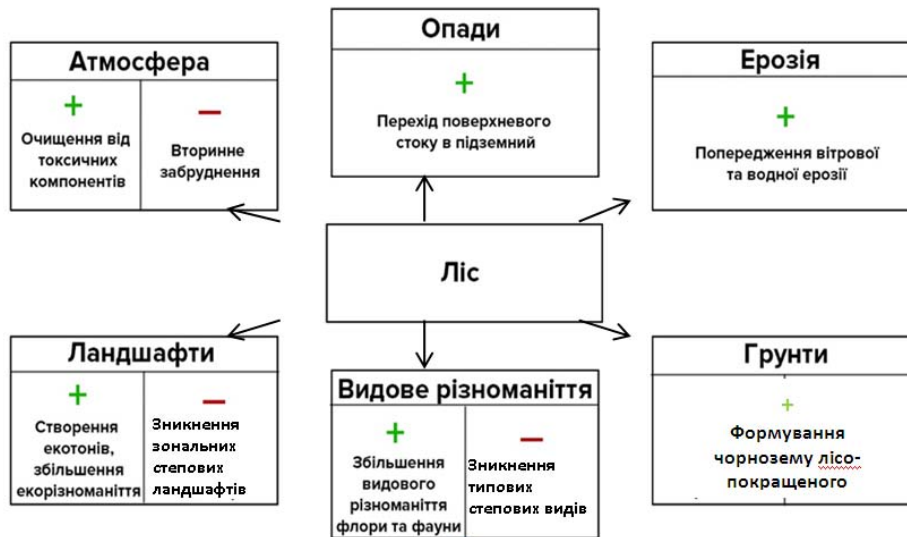 Опади
+
Перехід поверхневого
стоку в підземний
Атмосфера
+
Очищення від
токсичних
компонентів
−
Вторинне
забруднення
Ерозія
+
Попередження вітрової
та водної ерозії
Ліс
Ландшафти
+
Створення
екотонів,
збільшення
екорізноманіття
−
Зникнення
зональних
степових
ландшафтів
Видове різноманіття
+
Збільшення
видового
різноманіття
флори та фауни
−
Зникнення
типових
степових видів
Грунти
+
Формування
чорнозему лісо-
покращеного